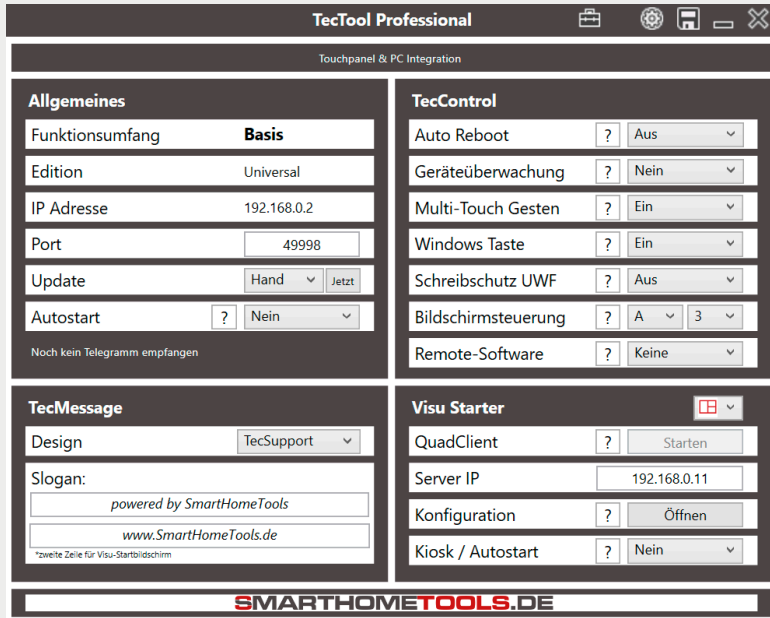 TecTool Professional
Touchpanel & PC Integration
Allgemeines
Funktionsumfang Basis
Edition Universal
IP Adresse 192.168.0.2
Port 49998
Update Hand Jetzt
Autostart ? Nein
Noch kein Telegramm empfangen
TecControl
Auto Reboot ? Aus
Geräteüberwachung ? Nein
Multi-Touch Gesten ? Ein
Windows Taste ? Ein
Schreibschutz UWF ? Aus
Bildschirmsteuerung ? A 3
Remote-Software ? Keine
TecMessage
Design TecSupport
Slogan:
powered by SmartHomeTools
www.SmartHomeTools.de
*zweite Zeile für Visu-Startbildschirm
Visu Starter
QuadClient ? Starten
Server IP 192.168.0.11
Konfiguration ? Öffnen
Kiosk / Autostart ? Nein
SMARTHOMETOOLS.DE